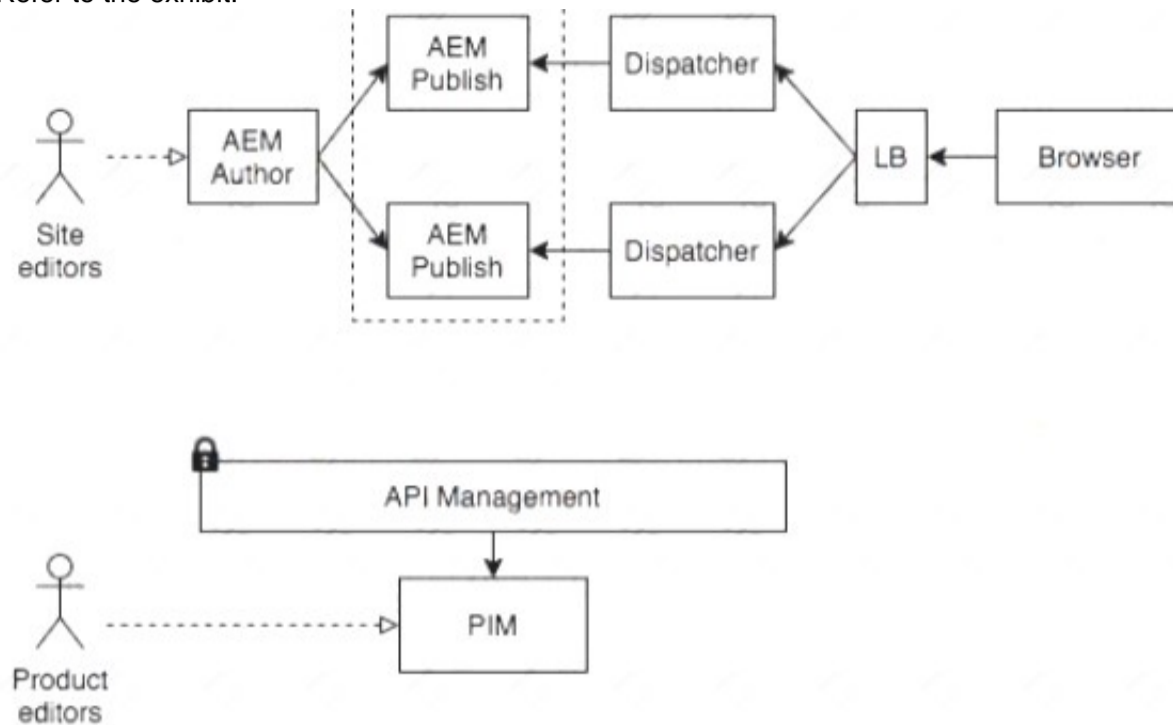 Refer to the exhibit.
AEM
Publish
Dispatcher
AEM
Author
LB
Browser
Site
editors
AEM
Publish
Dispatcher
API Management
PIM
Product
editors